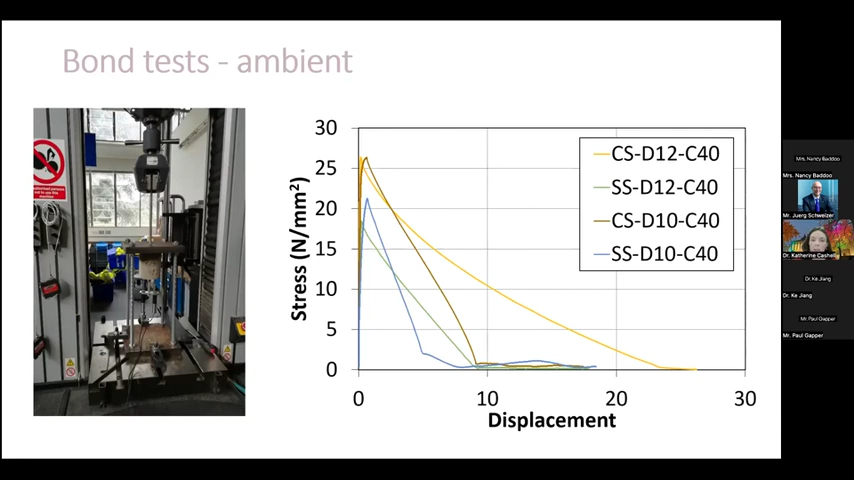 Bond tests - ambient
Stress (N/mm²)
30
25
20
15
10
5
0
0 10 20 30
Displacement
CS-D12-C40
SS-D12-C40
CS-D10-C40
SS-D10-C40
Mrs. Nancy Baddoo
Mrs. Nancy Baddoo
Mr. Juerg Schweizer
Dr. Katherine Cashell
Dr. Ke Jiang
Dr. Ke Jiang
Mr. Paul Gapper
Mr. Paul Gapper